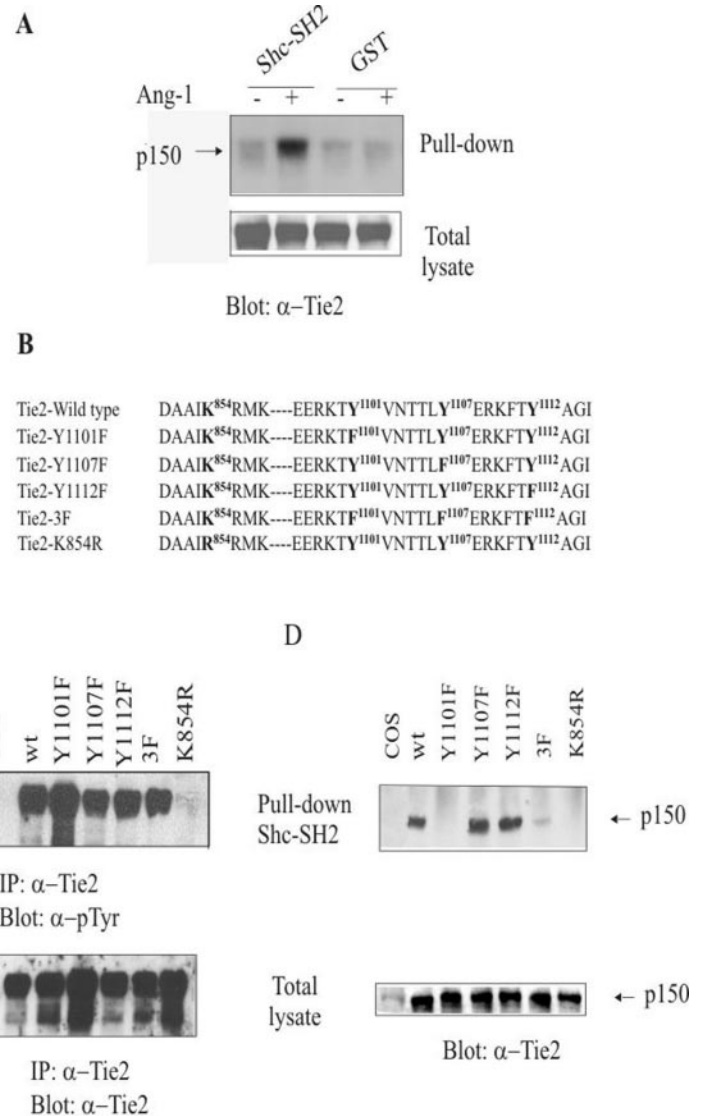 A
Shc-SH2 GST
Ang-1 - + - +
p150 → Pull-down
Total
lysate
Blot: α–Tie2
B
Tie2-Wild type DAAIK⁸⁵⁴RMK----EERKTY¹¹⁰¹VNTTLY¹¹⁰⁷ERKFTY¹¹¹²AGI
Tie2-Y1101F DAAIK⁸⁵⁴RMK----EERKTF¹¹⁰¹VNTTLY¹¹⁰⁷ERKFTY¹¹¹²AGI
Tie2-Y1107F DAAIK⁸⁵⁴RMK----EERKTY¹¹⁰¹VNTTLF¹¹⁰⁷ERKFTY¹¹¹²AGI
Tie2-Y1112F DAAIK⁸⁵⁴RMK----EERKTY¹¹⁰¹VNTTLY¹¹⁰⁷ERKFTF¹¹¹²AGI
Tie2-3F DAAIK⁸⁵⁴RMK----EERKTF¹¹⁰¹VNTTLF¹¹⁰⁷ERKFTF¹¹¹²AGI
Tie2-K854R DAAIR⁸⁵⁴RMK----EERKTY¹¹⁰¹VNTTLY¹¹⁰⁷ERKFTY¹¹¹²AGI
wt Y1101F Y1107F Y1112F 3F K854R
IP: α–Tie2
Blot: α–pTyr
IP: α–Tie2
Blot: α–Tie2
D
COS wt Y1101F Y1107F Y1112F 3F K854R
Pull-down
Shc-SH2
← p150
Total
lysate
← p150
Blot: α–Tie2